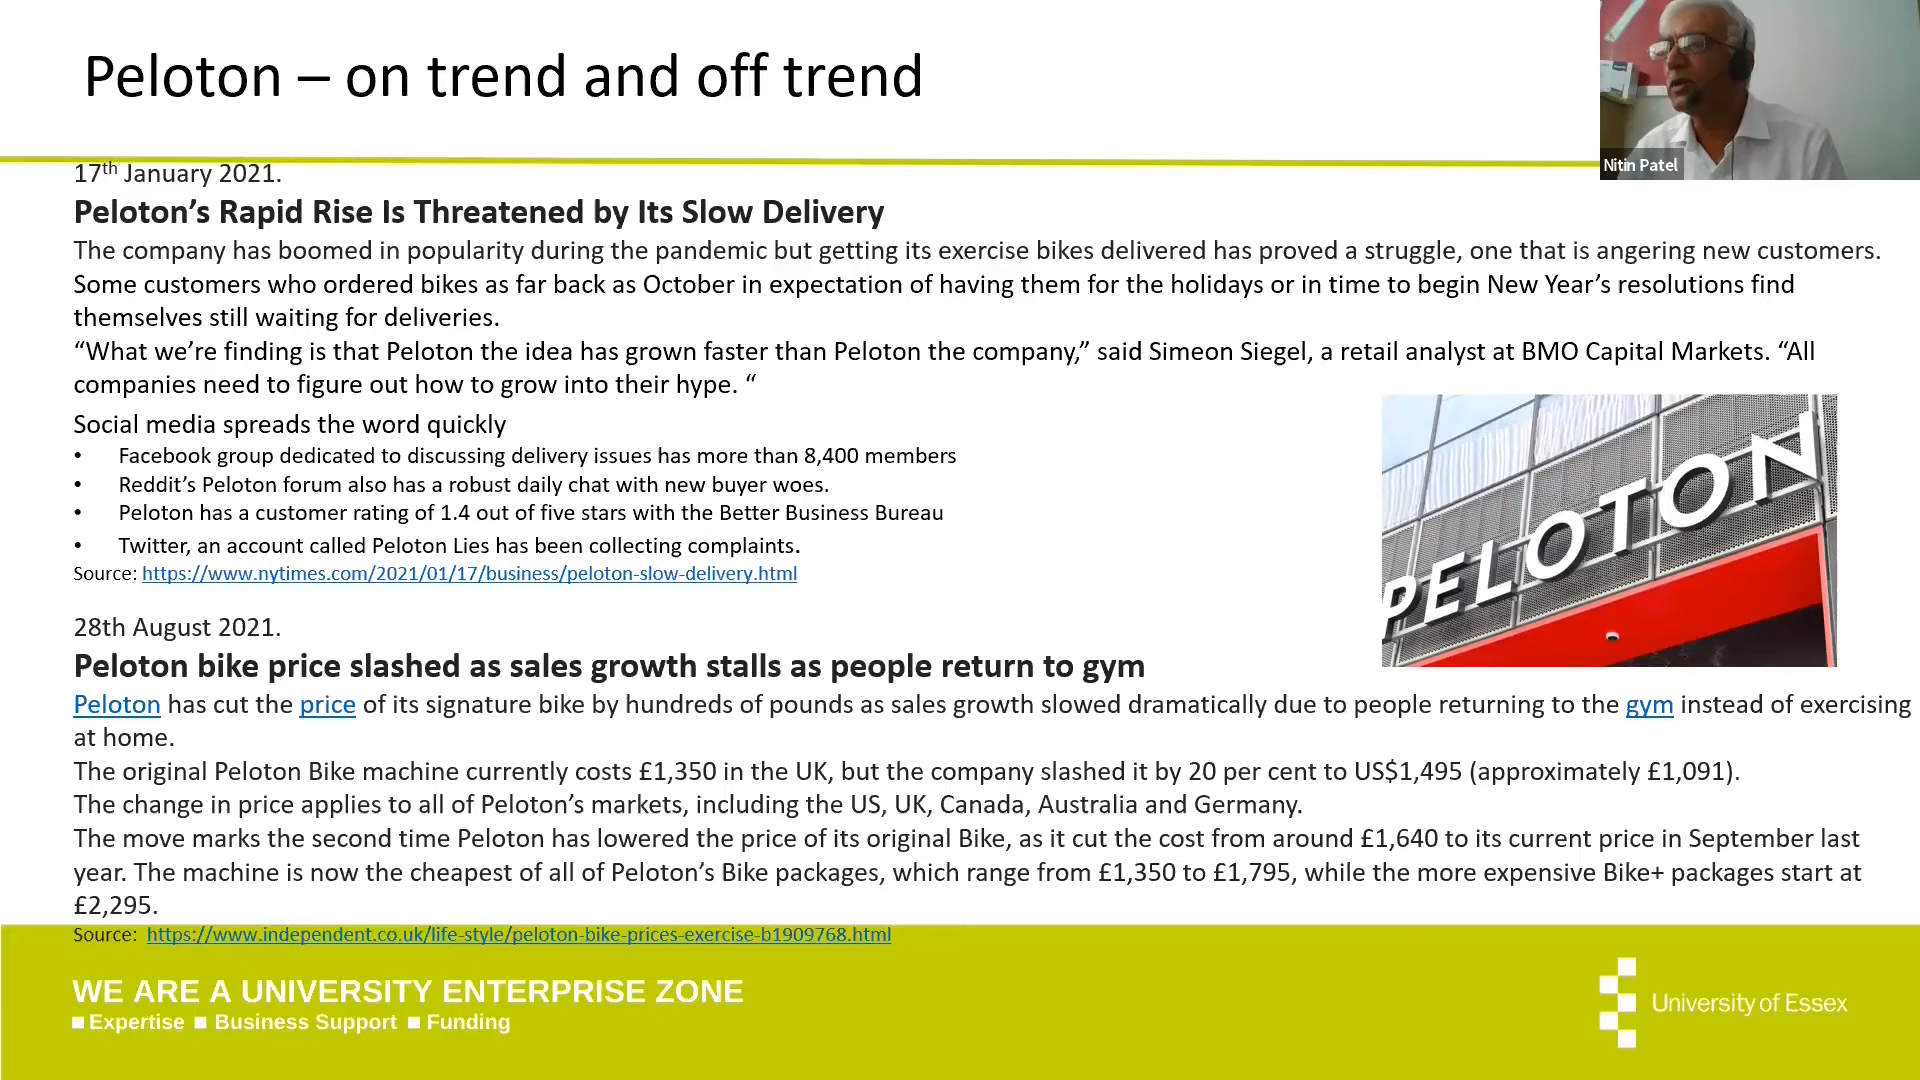 Peloton – on trend and off trend
Nitin Patel
17th January 2021.
Peloton’s Rapid Rise Is Threatened by Its Slow Delivery
The company has boomed in popularity during the pandemic but getting its exercise bikes delivered has proved a struggle, one that is angering new customers.
Some customers who ordered bikes as far back as October in expectation of having them for the holidays or in time to begin New Year’s resolutions find
themselves still waiting for deliveries.
“What we’re finding is that Peloton the idea has grown faster than Peloton the company,” said Simeon Siegel, a retail analyst at BMO Capital Markets. “All
companies need to figure out how to grow into their hype. “
Social media spreads the word quickly
• Facebook group dedicated to discussing delivery issues has more than 8,400 members
• Reddit’s Peloton forum also has a robust daily chat with new buyer woes.
• Peloton has a customer rating of 1.4 out of five stars with the Better Business Bureau
• Twitter, an account called Peloton Lies has been collecting complaints.
Source: https://www.nytimes.com/2021/01/17/business/peloton-slow-delivery.html
PELOTON
28th August 2021.
Peloton bike price slashed as sales growth stalls as people return to gym
Peloton has cut the price of its signature bike by hundreds of pounds as sales growth slowed dramatically due to people returning to the gym instead of exercising
at home.
The original Peloton Bike machine currently costs £1,350 in the UK, but the company slashed it by 20 per cent to US$1,495 (approximately £1,091).
The change in price applies to all of Peloton’s markets, including the US, UK, Canada, Australia and Germany.
The move marks the second time Peloton has lowered the price of its original Bike, as it cut the cost from around £1,640 to its current price in September last
year. The machine is now the cheapest of all of Peloton’s Bike packages, which range from £1,350 to £1,795, while the more expensive Bike+ packages start at
£2,295.
Source: https://www.independent.co.uk/life-style/peloton-bike-prices-exercise-b1909768.html
WE ARE A UNIVERSITY ENTERPRISE ZONE
■ Expertise ■ Business Support ■ Funding
University of Essex